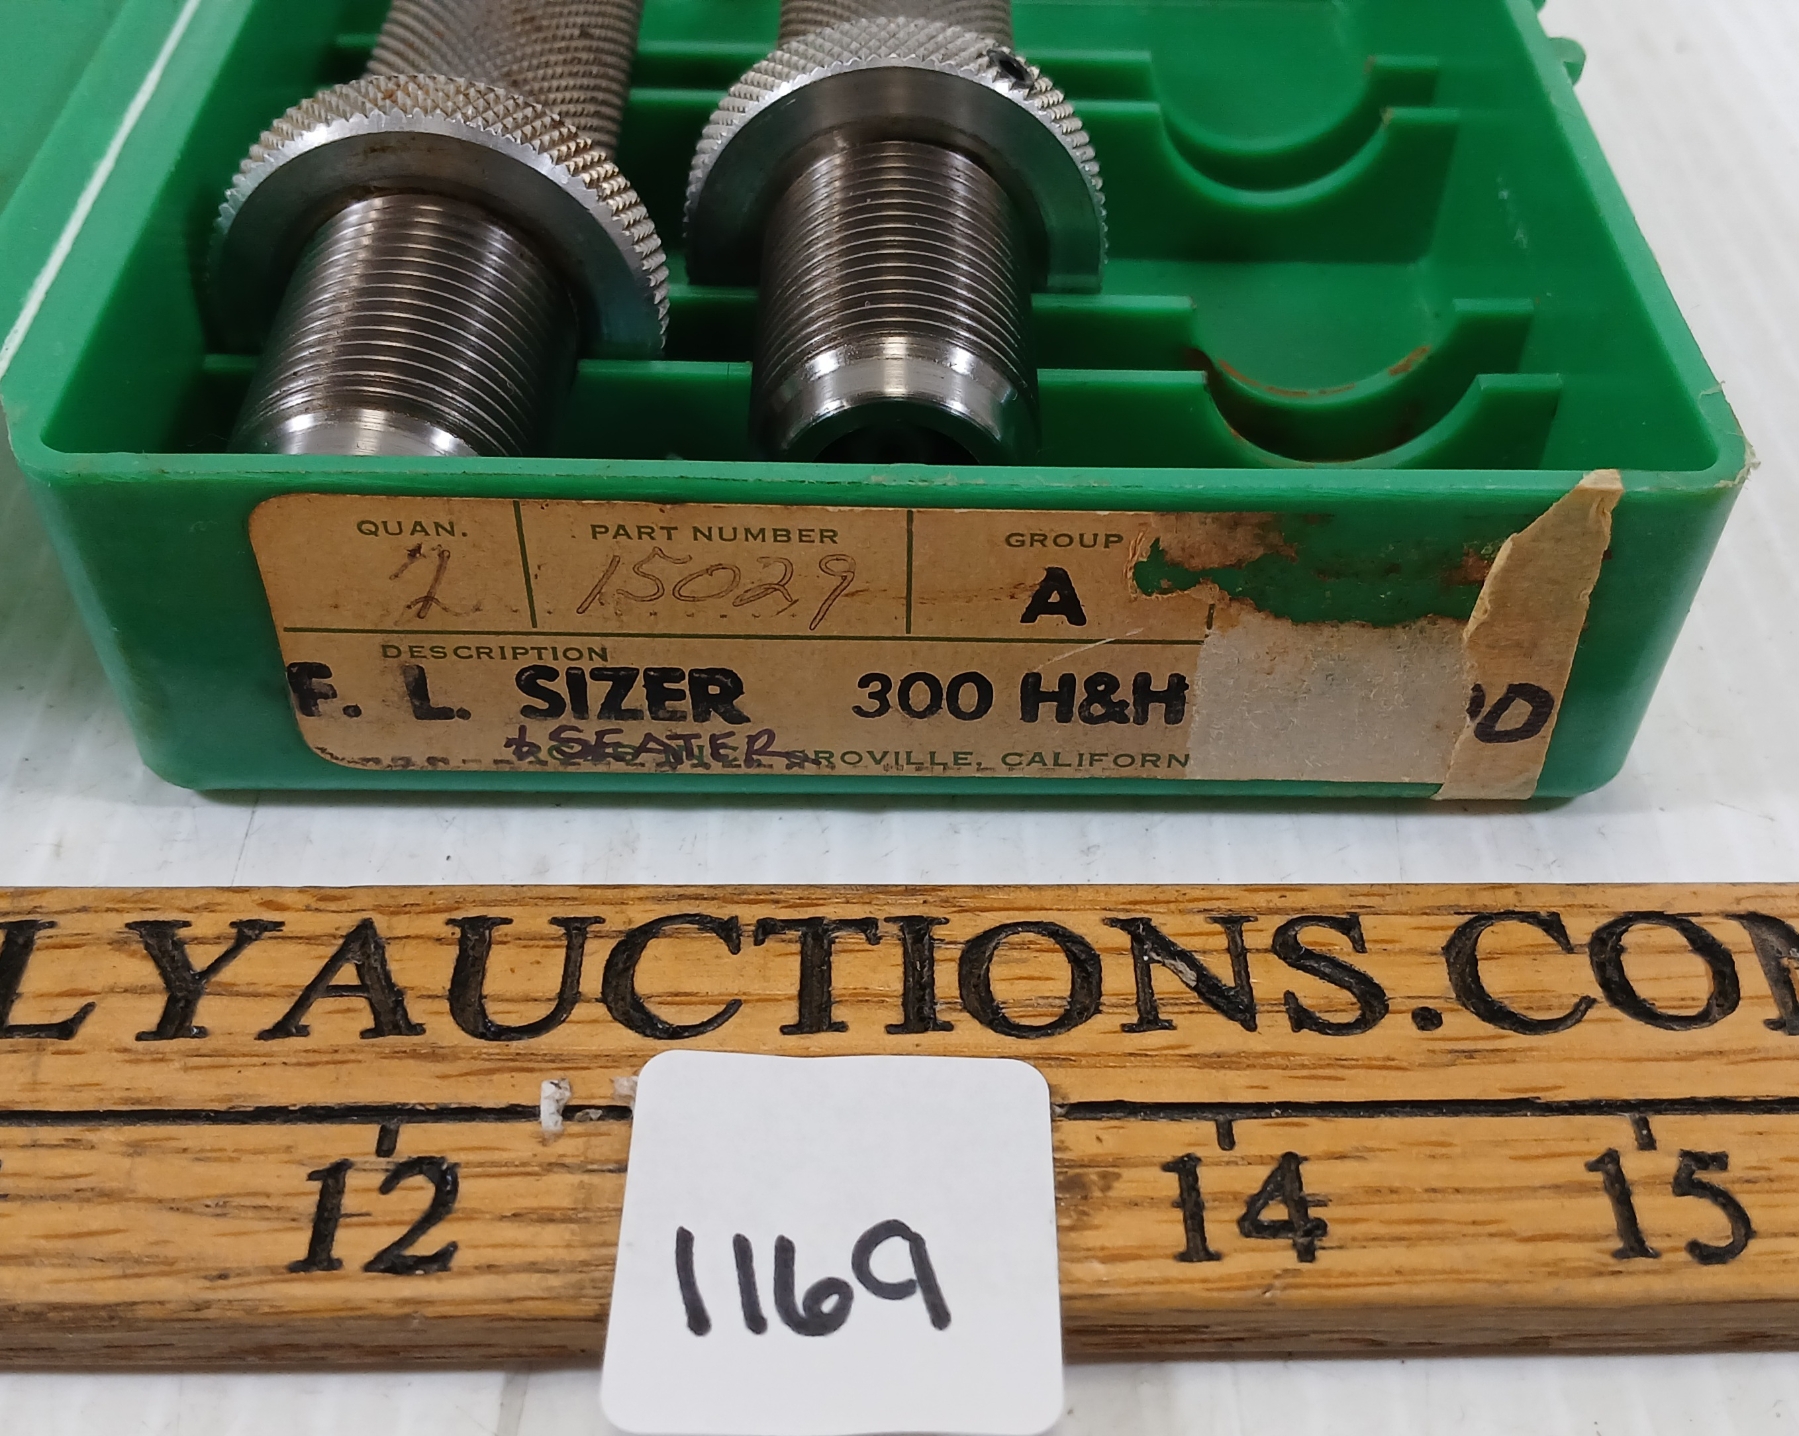 QUAN. PART NUMBER GROUP
2 15029 A
DESCRIPTION
F. L. SIZER 300 H&H
& SEATER
OROVILLE, CALIFORN
LYAUCTIONS.CO
12 14 15
1169